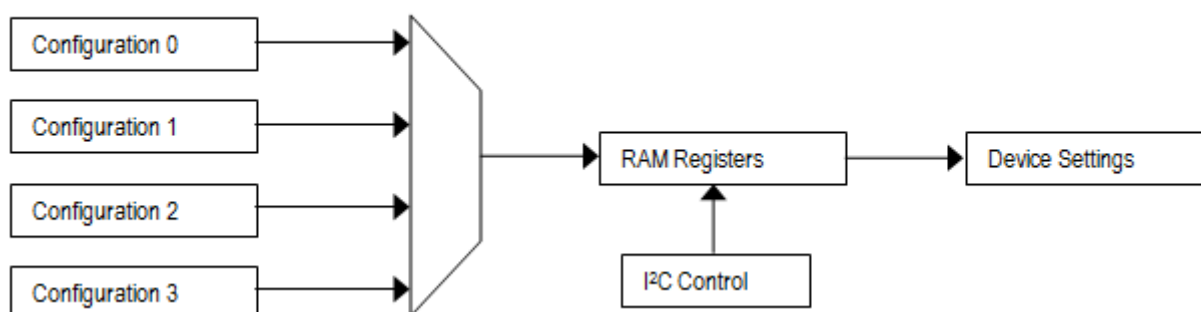 Configuration 0
Configuration 1
Configuration 2
Configuration 3
RAM Registers
I²C Control
Device Settings